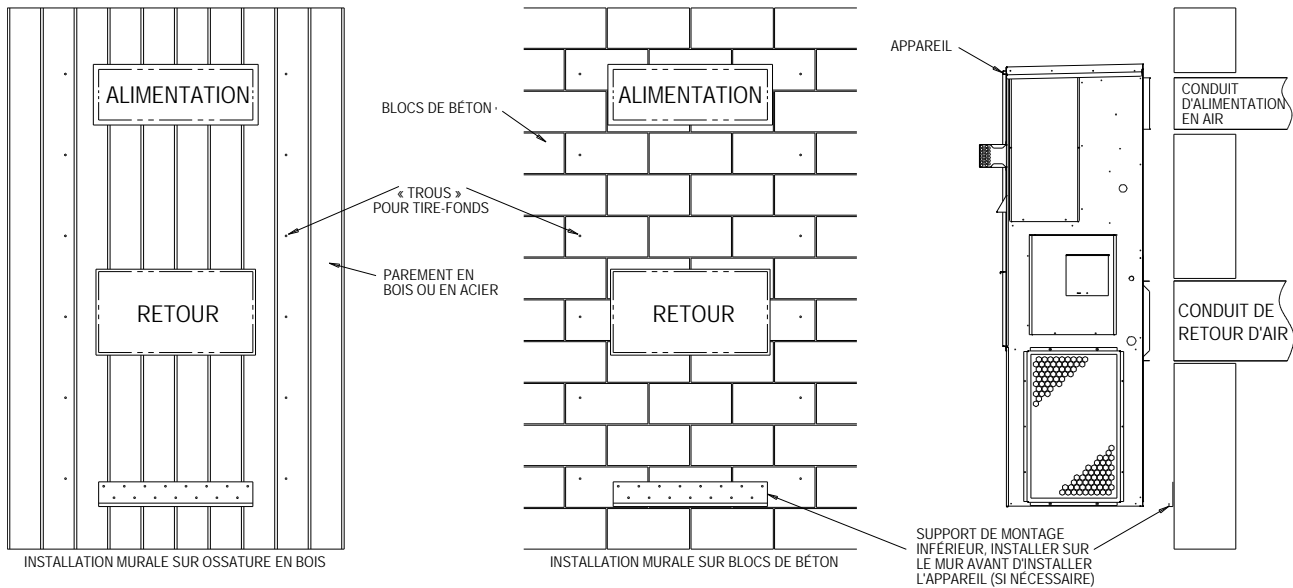 ALIMENTATION
RETOUR
INSTALLATION MURALE SUR OSSATURE EN BOIS
BLOCS DE BÉTON
« TROUS »
POUR TIRE-FONDS
PAREMENT EN
BOIS OU EN ACIER
ALIMENTATION
RETOUR
INSTALLATION MURALE SUR BLOCS DE BÉTON
APPAREIL
CONDUIT
D'ALIMENTATION
EN AIR
CONDUIT DE
RETOUR D'AIR
SUPPORT DE MONTAGE
INFÉRIEUR, INSTALLER SUR
LE MUR AVANT D'INSTALLER
L'APPAREIL (SI NÉCESSAIRE)